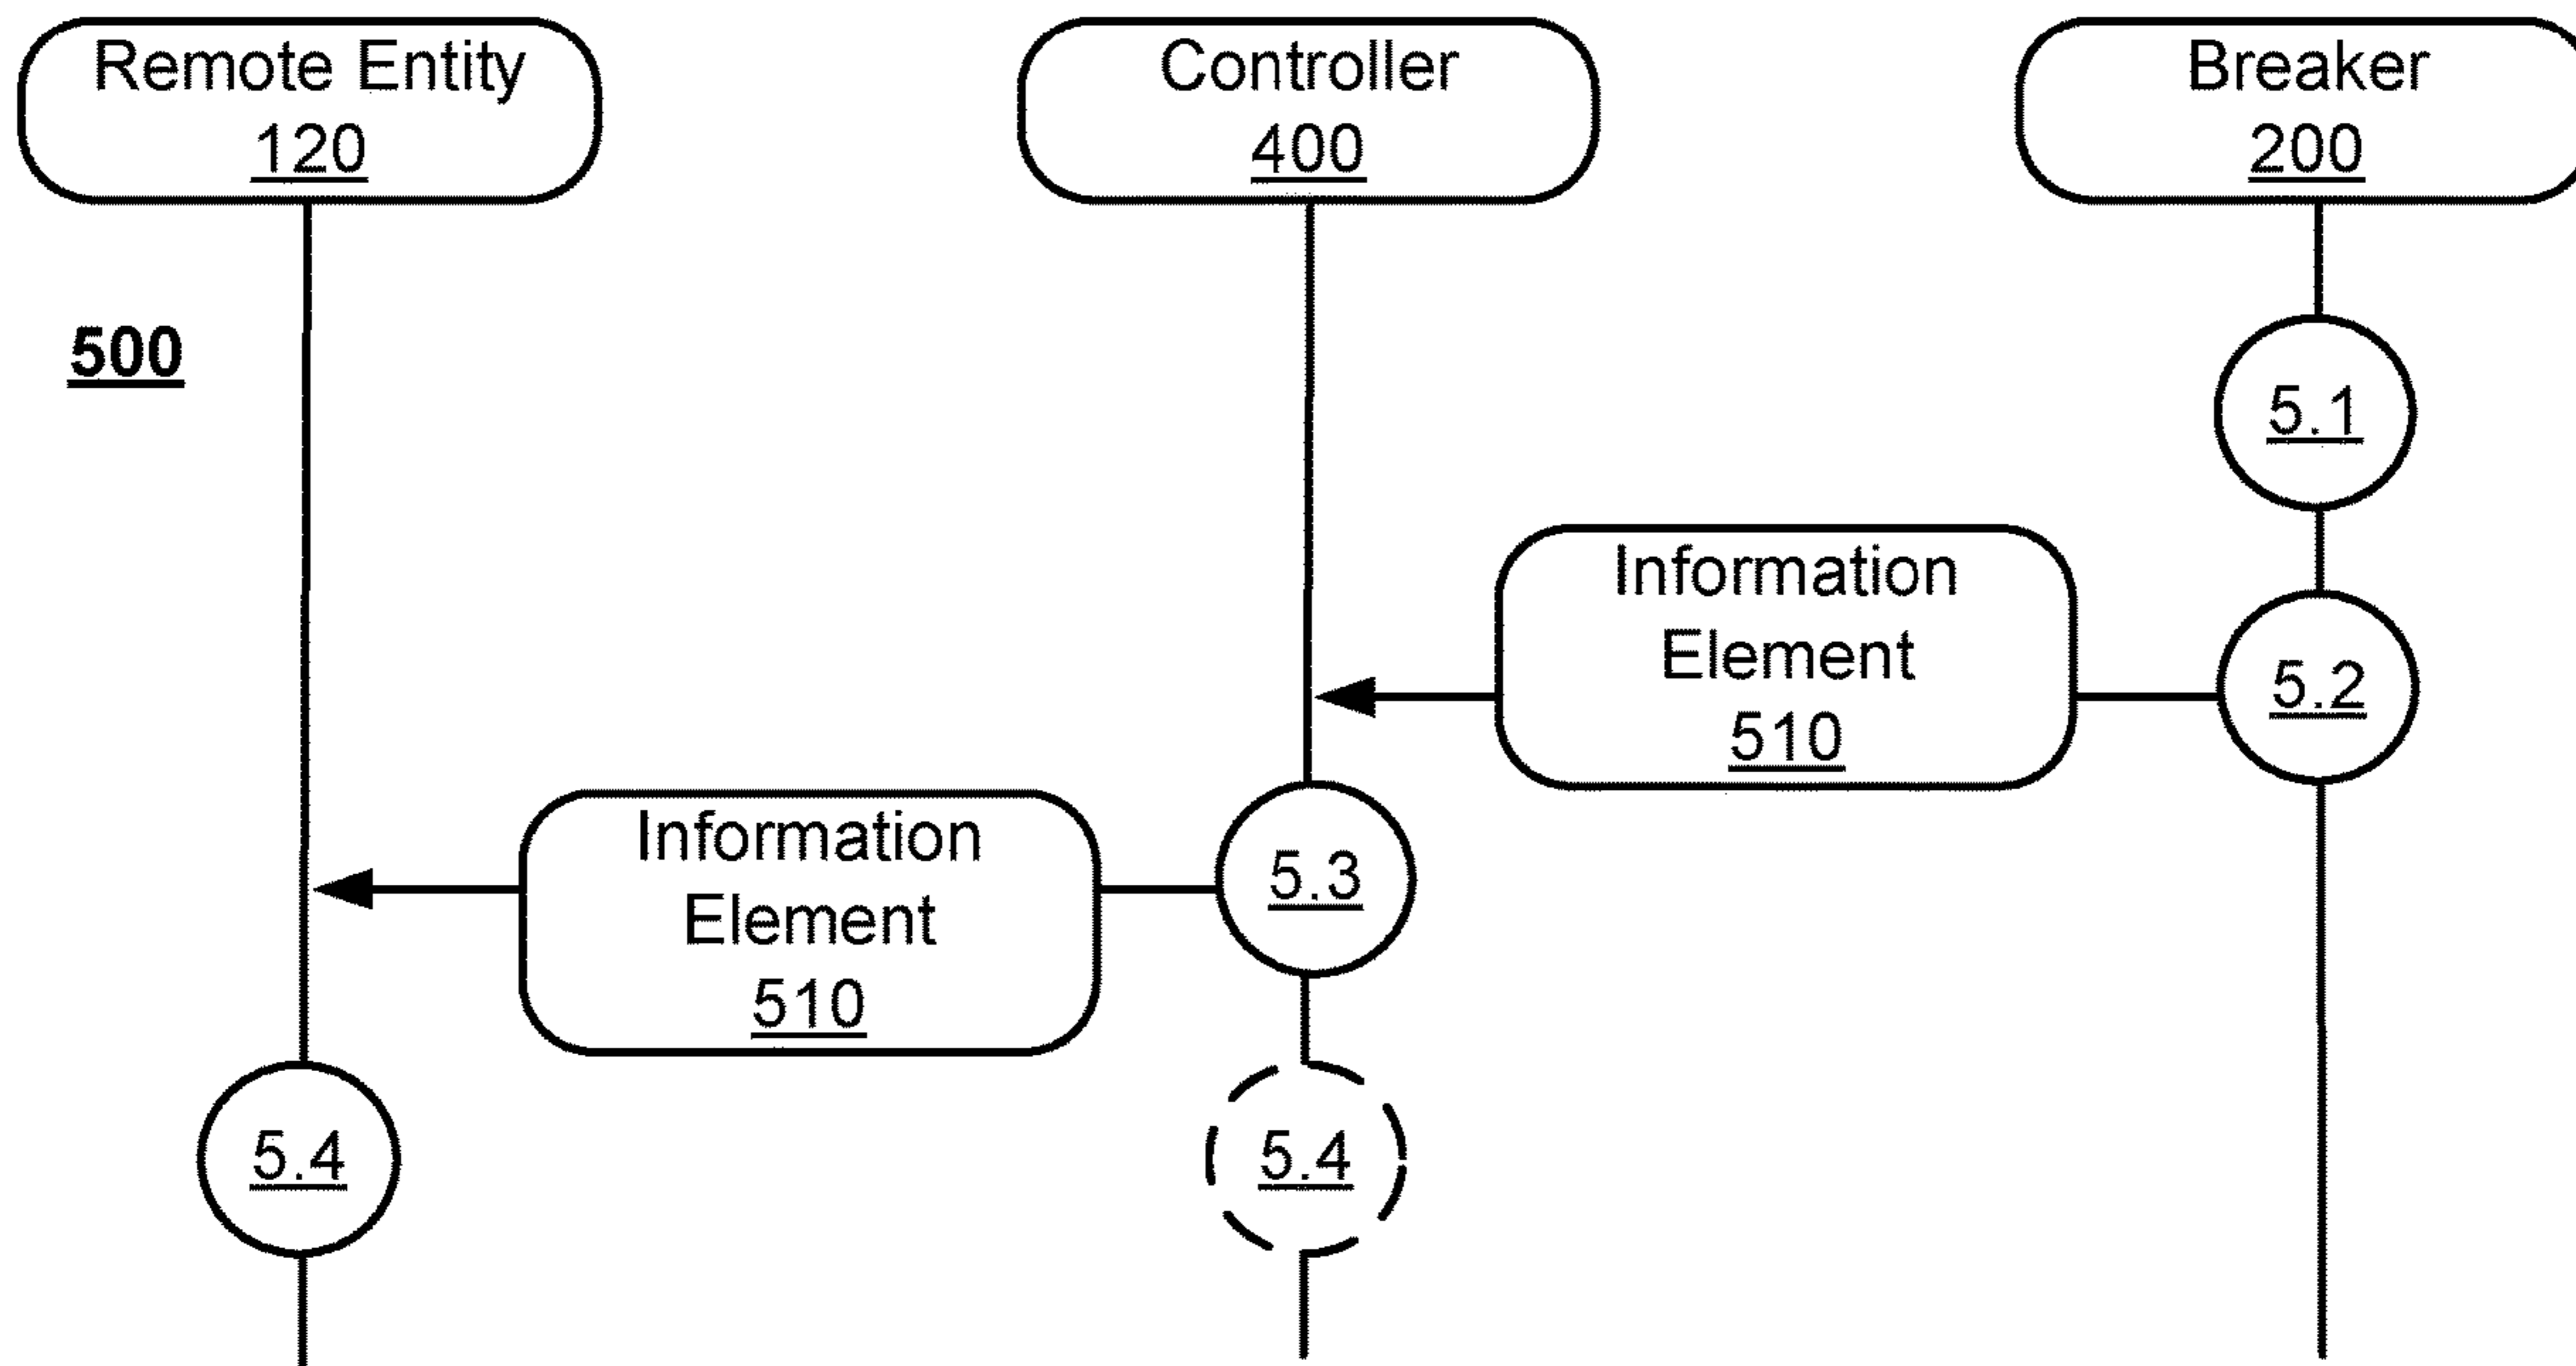 Remote Entity
120
Controller
400
Breaker
200
500
5.1
Information
Element
510
5.2
Information
Element
510
5.3
5.4
5.4